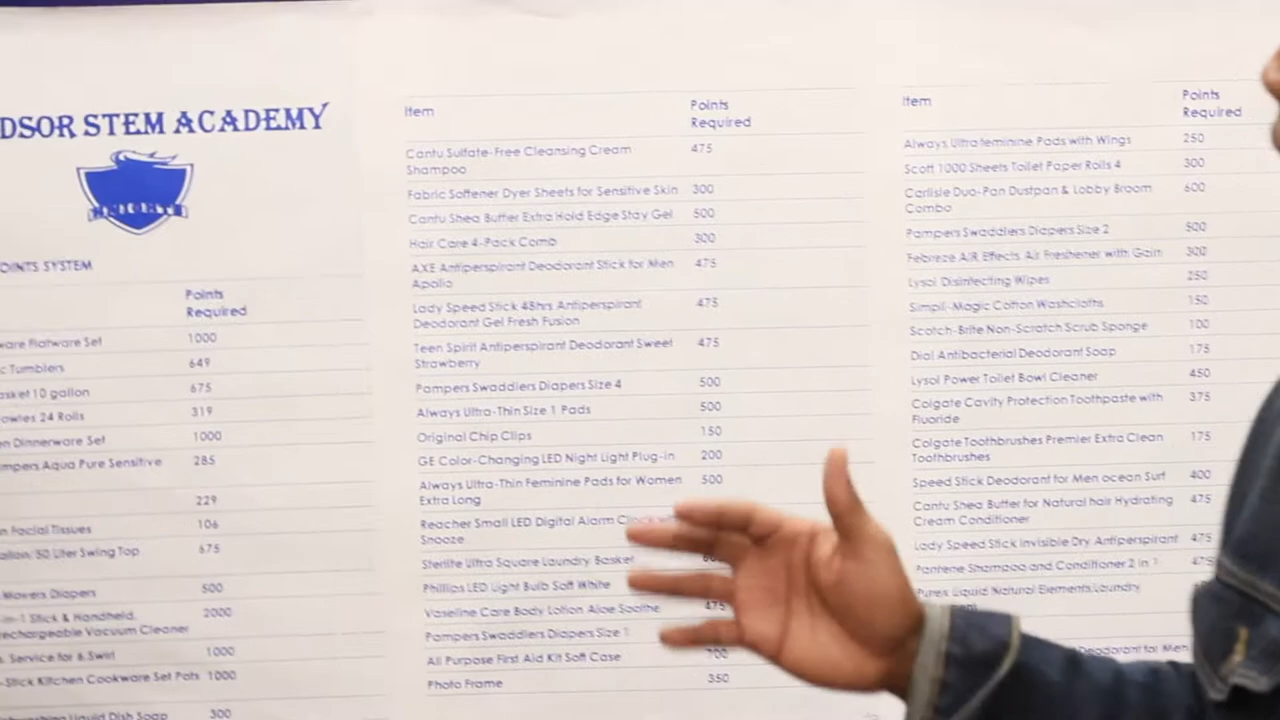 DSOR STEM ACADEMY
KNIGHTS
OINTS SYSTEM
Points
Required
ware Flatware Set 1000
c Tumblers 649
asket 10 gallon 675
owles 24 Rolls 319
n Dinnerware Set 1000
mpers Aqua Pure Sensitive 285
229
n Facial Tissues 106
allon/ 50 Liter Swing Top 675
Movers Diapers 500
in-1 Stick & Handheld 2000
echargeable Vacuum Cleaner
Service for 6 Swirl 1000
-Stick Kitchen Cookware Set Pots 1000
Liquid Dish Soap 300
Item Points
Required
Cantu Sulfate-Free Cleansing Cream 475
Shampoo
Fabric Softener Dyer Sheets for Sensitive Skin 300
Cantu Shea Butter Extra Hold Edge Stay Gel 500
Hair Care 4-Pack Comb 300
AXE Antiperspirant Deodorant Stick for Men 475
Apollo
Lady Speed Stick 48hrs Antiperspirant 475
Deodorant Gel Fresh Fusion
Teen Spirit Antiperspirant Deodorant Sweet 475
Strawberry
Pampers Swaddlers Diapers Size 4 500
Always Ultra-Thin Size 1 Pads 500
Original Chip Clips 150
GE Color-Changing LED Night Light Plug-in 200
Always Ultra-Thin Feminine Pads for Women 500
Extra Long
Reacher Small LED Digital Alarm Clock
Snooze
Sterilite Ultra Square Laundry Basket
Phillips LED Light Bulb Soft White
Vaseline Care Body Lotion Aloe Soothe 475
Pampers Swaddlers Diapers Size 1
All Purpose First Aid Kit Soft Case 700
Photo Frame 350
Item Points
Required
Always Ultra feminine Pads with Wings 250
Scott 1000 Sheets Toilet Paper Rolls 4 300
Carlisle Duo-Pan Dustpan & Lobby Broom 600
Combo
Pampers Swaddlers Diapers Size 2 500
Febreze AIR Effects Air Freshener with Gain 300
Lysol Disinfecting Wipes 250
Simpli-Magic Cotton Washcloths 150
Scotch-Brite Non-Scratch Scrub Sponge 100
Dial Antibacterial Deodorant Soap 175
Lysol Power Toilet Bowl Cleaner 450
Colgate Cavity Protection Toothpaste with 375
Fluoride
Colgate Toothbrushes Premier Extra Clean 175
Toothbrushes
Speed Stick Deodorant for Men ocean Surf 400
Cantu Shea Butter for Natural hair Hydrating 475
Cream Conditioner
Lady Speed Stick Invisible Dry Antiperspirant 475
Pantene Shampoo and Conditioner 2 in 1 475
Purex Liquid Natural Elements Laundry
Deodorant for Men